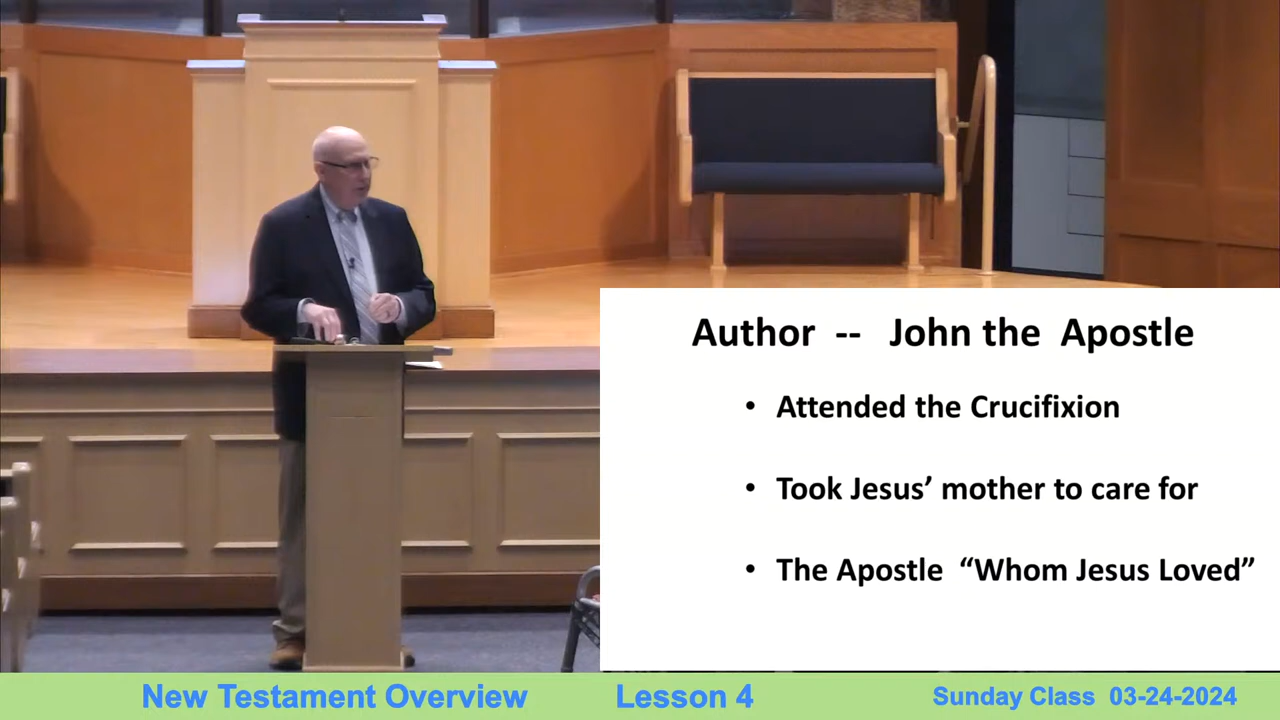 Author -- John the Apostle
• Attended the Crucifixion
• Took Jesus’ mother to care for
• The Apostle “Whom Jesus Loved”
New Testament Overview Lesson 4 Sunday Class 03-24-2024